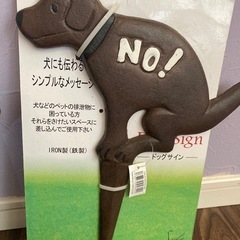 NO!
犬にも伝わる
シンプルなメッセージ
犬などのペットの排泄物に
困っている方
それらをさけたいスペースに
差し込んでご使用下さい
IRON製(鉄製)
Sign
ドッグサイン